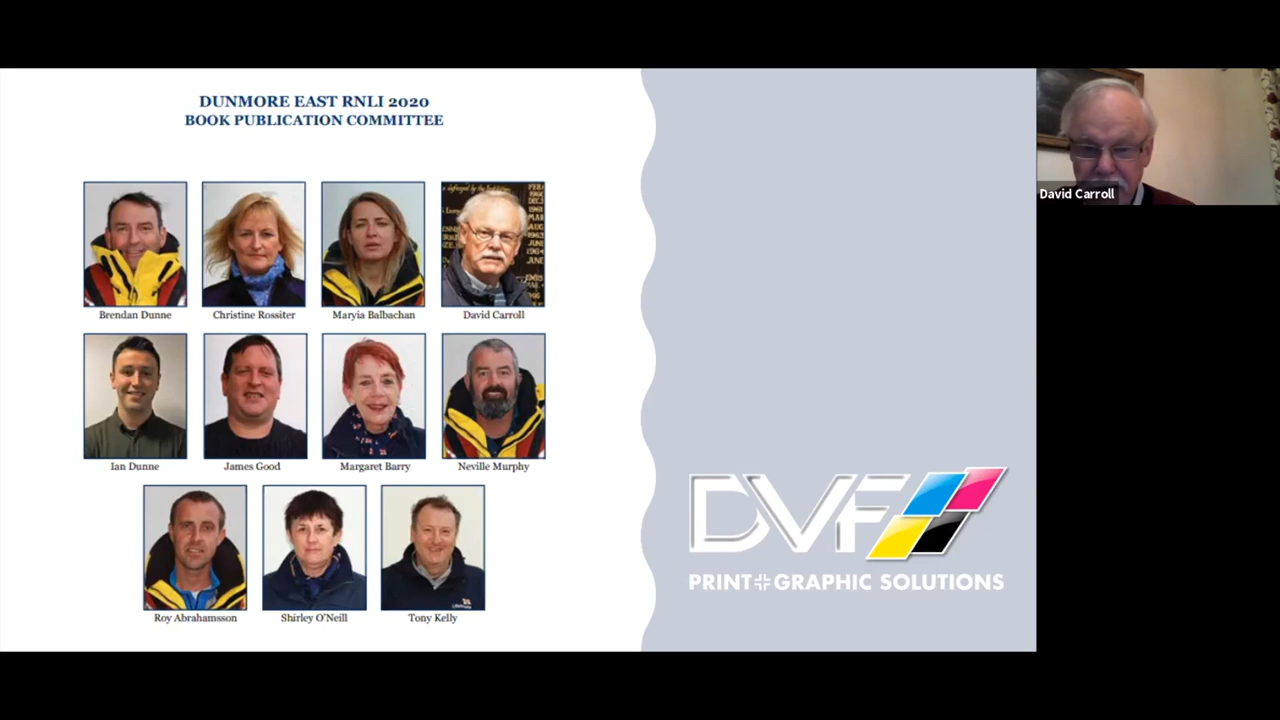 DUNMORE EAST RNLI 2020
BOOK PUBLICATION COMMITTEE
Brendan Dunne
Christine Rossiter
Maryia Balbachan
David Carroll
Ian Dunne
James Good
Margaret Barry
Neville Murphy
Roy Abrahamsson
Shirley O'Neill
Tony Kelly
DVF
PRINT+GRAPHIC SOLUTIONS
David Carroll